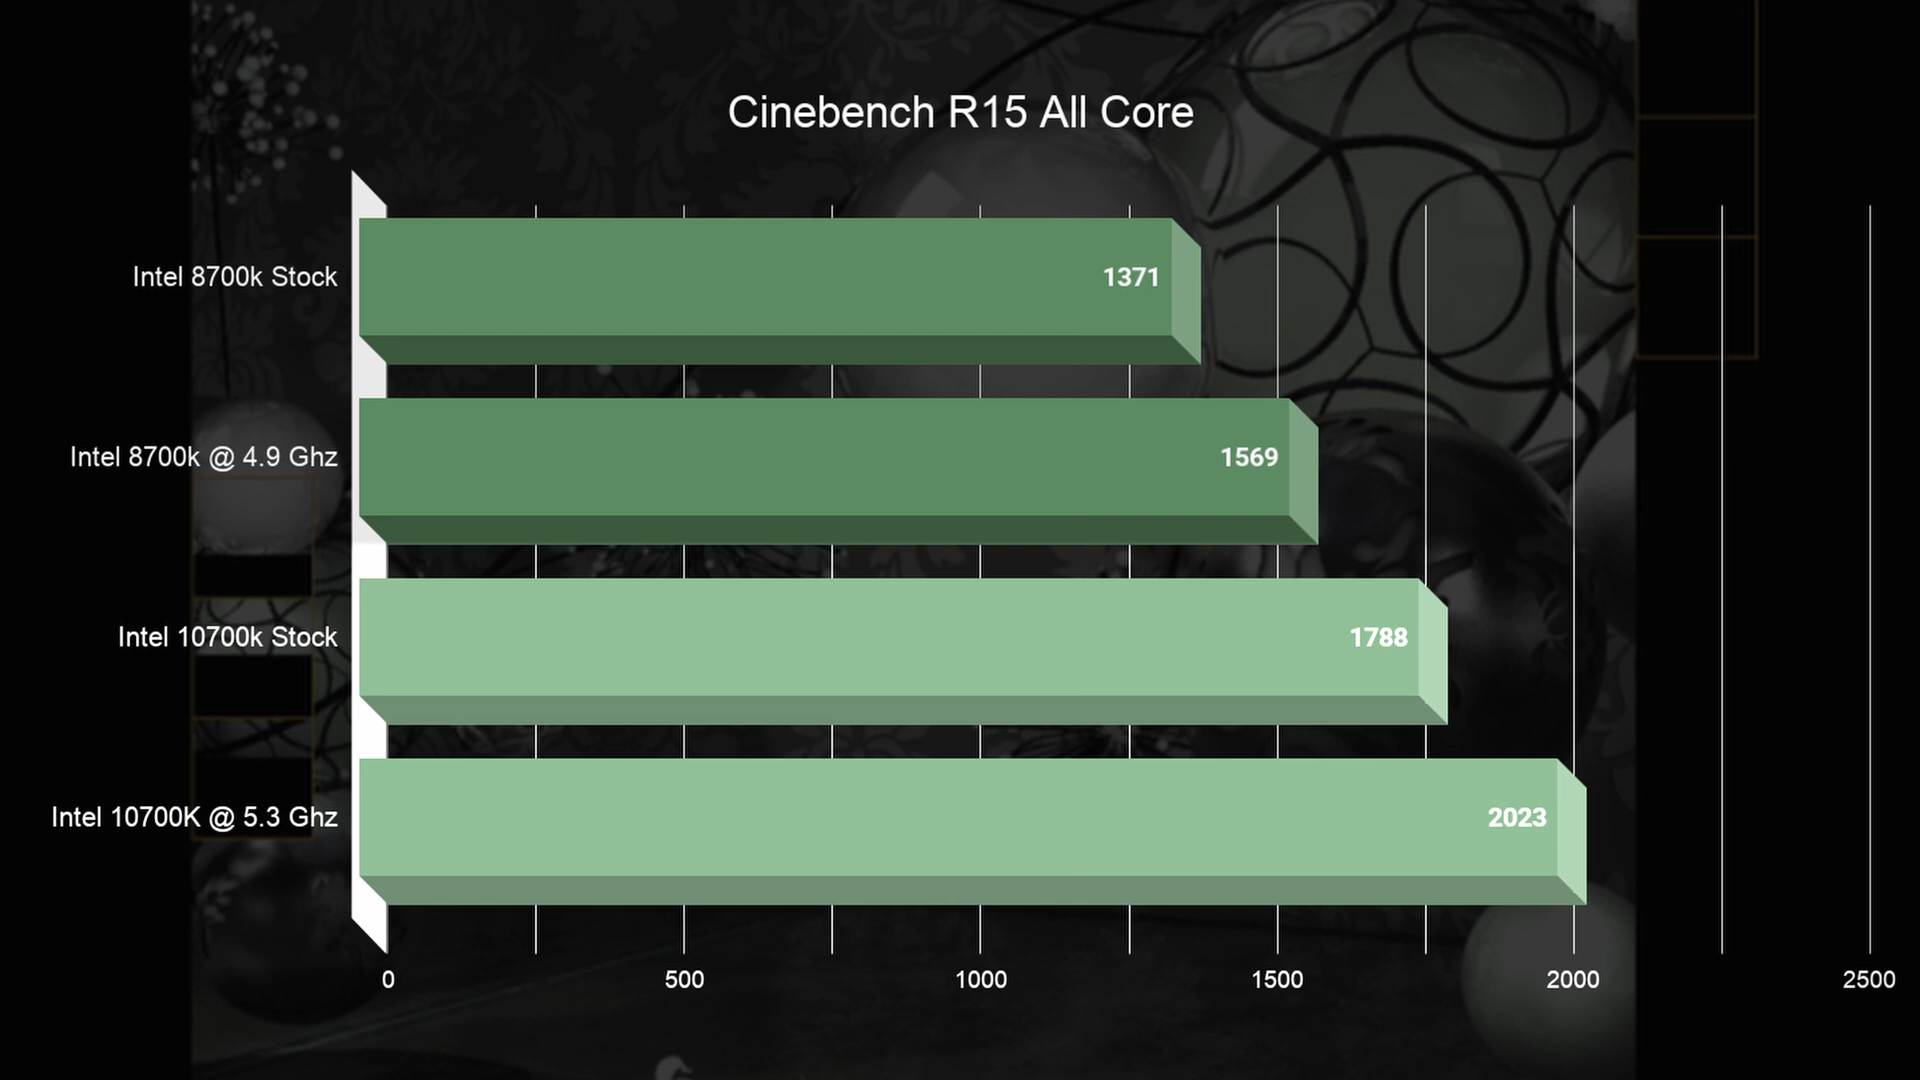 Cinebench R15 All Core
Intel 8700k Stock
1371
Intel 8700k @ 4.9 Ghz
1569
Intel 10700k Stock
1788
Intel 10700K @ 5.3 Ghz
2023
0 500 1000 1500 2000 2500